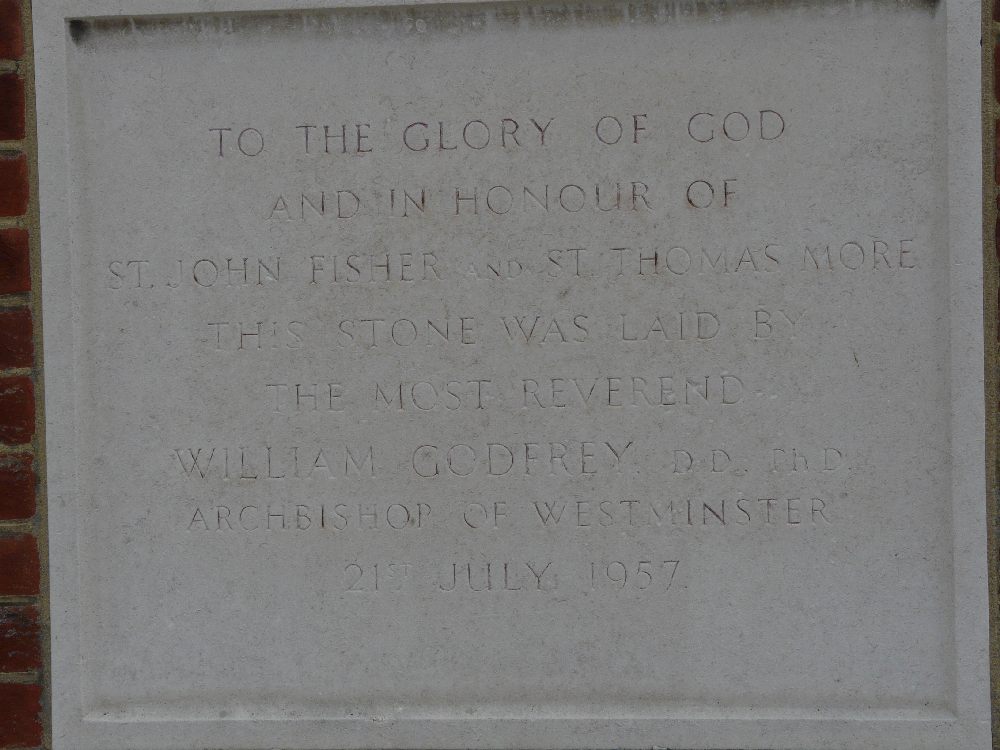 TO THE GLORY OF GOD
AND IN HONOUR OF
ST. JOHN FISHER AND ST. THOMAS MORE
THIS STONE WAS LAID BY
THE MOST REVEREND
WILLIAM GODFREY. D.D., Ph.D.
ARCHBISHOP OF WESTMINSTER
21ST JULY 1957.